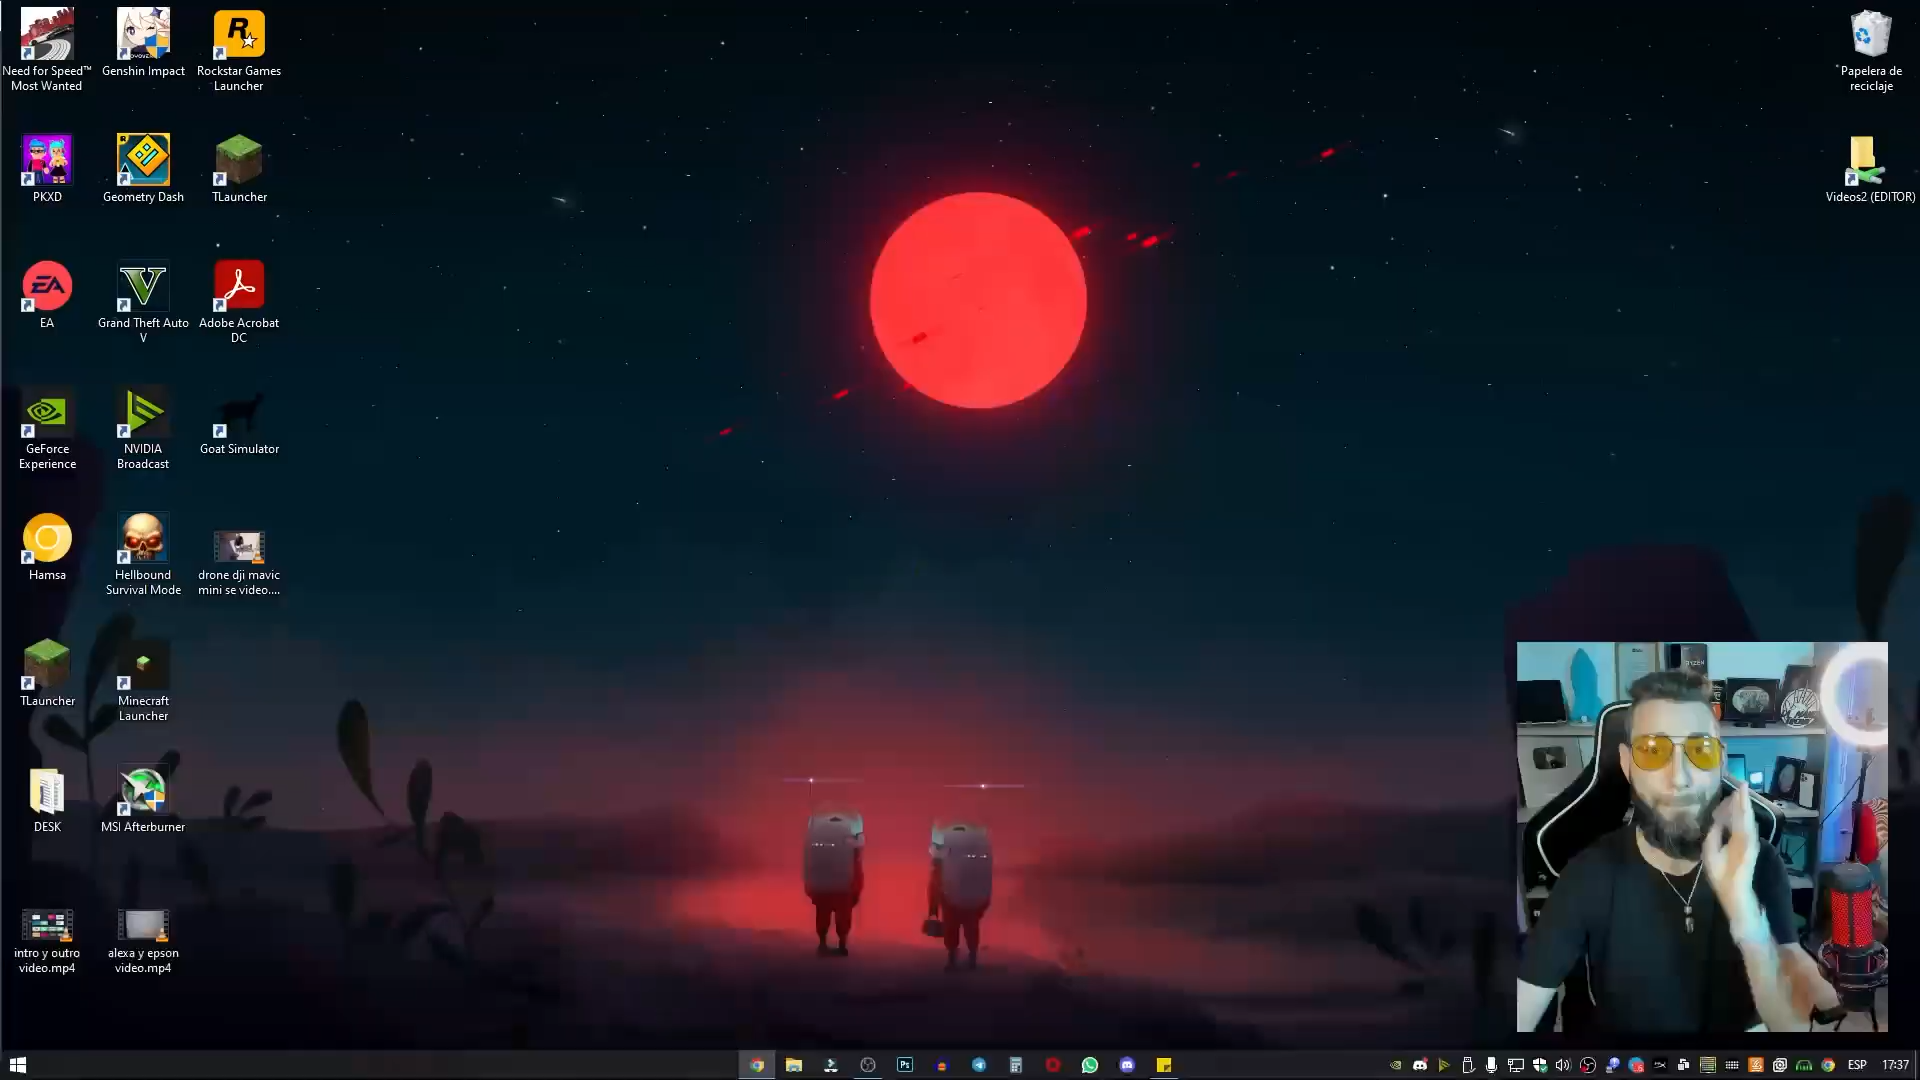 Need for Speed™
Most Wanted
Genshin Impact
Rockstar Games
Launcher
Papelera de
reciclaje
PKXD
Geometry Dash
TLauncher
Videos2 (EDITOR)
EA
Grand Theft Auto
V
Adobe Acrobat
DC
GeForce
Experience
NVIDIA
Broadcast
Goat Simulator
Hamsa
Hellbound
Survival Mode
drone dji mavic
mini se video....
TLauncher
Minecraft
Launcher
DESK
MSI Afterburner
intro y outro
video.mp4
alexa y epson
video.mp4
RYZEN
Ps
ESP
17:37